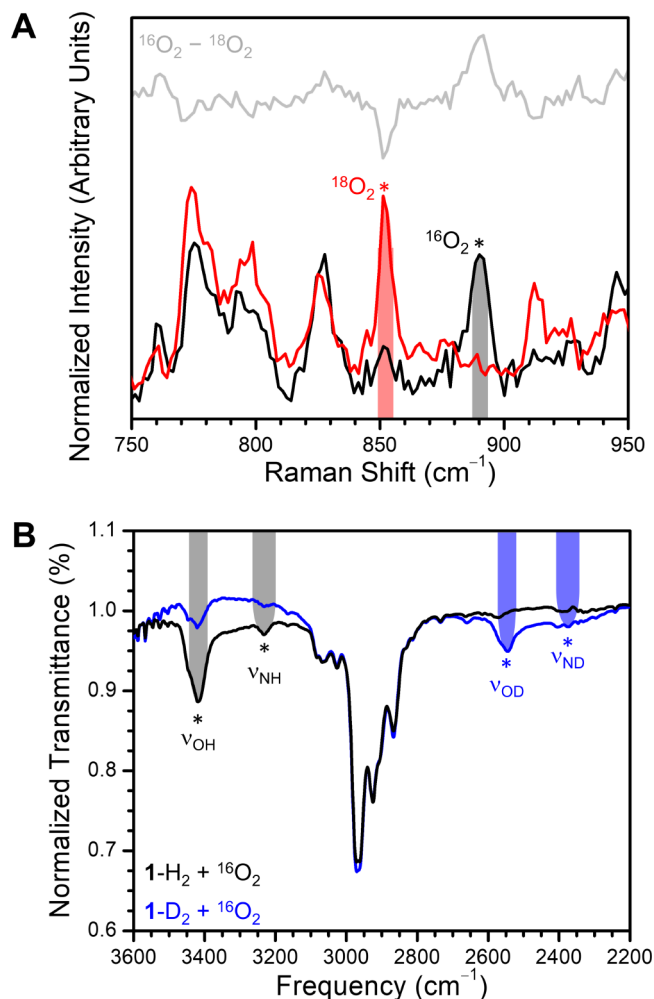 A
¹⁶O₂ – ¹⁸O₂
Normalized Intensity (Arbitrary Units)
¹⁸O₂ *
¹⁶O₂ *
750 800 850 900 950
Raman Shift (cm⁻¹)
B
1.1
1.0
0.9
0.8
0.7
0.6
Normalized Transmittance (%)
* * * *
νOH
νNH
νOD
νND
1-H₂ + ¹⁶O₂
1-D₂ + ¹⁶O₂
3600 3400 3200 3000 2800 2600 2400 2200
Frequency (cm⁻¹)